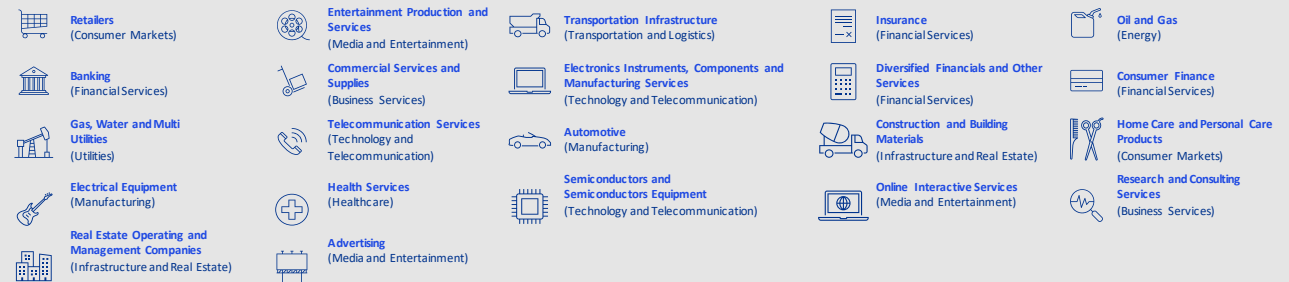 Retailers
(Consumer Markets)
Banking
(Financial Services)
Gas, Water and Multi
Utilities
(Utilities)
Electrical Equipment
(Manufacturing)
Real Estate Operating and
Management Companies
(Infrastructure and Real Estate)
Entertainment Production and
Services
(Media and Entertainment)
Commercial Services and
Supplies
(Business Services)
Telecommunication Services
(Technology and
Telecommunication)
Health Services
(Healthcare)
Advertising
(Media and Entertainment)
Transportation Infrastructure
(Transportation and Logistics)
Electronics Instruments, Components and
Manufacturing Services
(Technology and Telecommunication)
Automotive
(Manufacturing)
Semiconductors and
Semiconductors Equipment
(Technology and Telecommunication)
Insurance
(Financial Services)
Diversified Financials and Other
Services
(Financial Services)
Construction and Building
Materials
(Infrastructure and Real Estate)
Online Interactive Services
(Media and Entertainment)
Oil and Gas
(Energy)
Consumer Finance
(Financial Services)
Home Care and Personal Care
Products
(Consumer Markets)
Research and Consulting
Services
(Business Services)